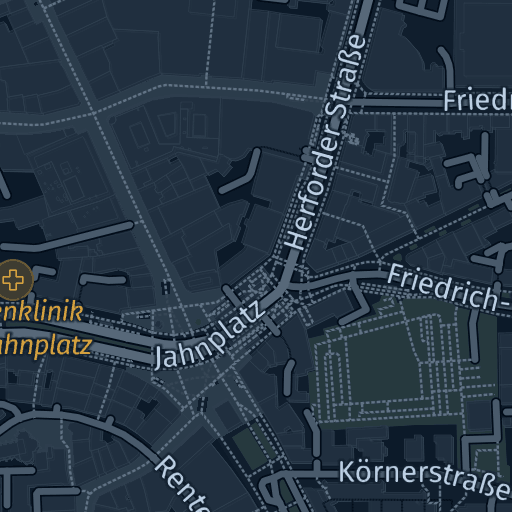 Herforder Straße
Friedr
Friedrich-
enklinik
ahnplatz
Jahnplatz
Rente
Körnerstraße